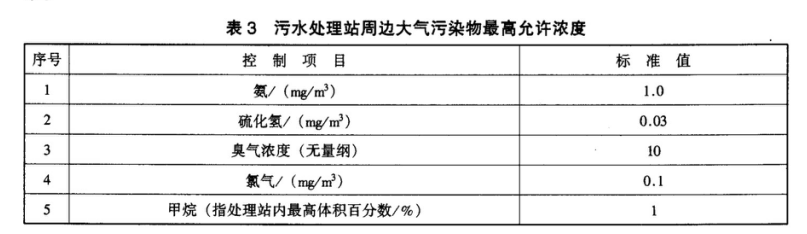 表 3 污水处理站周边大气污染物最高允许浓度
序号 控 制 项 目 标 准 值
1 氨/（mg/m³） 1.0
2 硫化氢/（mg/m³） 0.03
3 臭气浓度（无量纲） 10
4 氯气/（mg/m³） 0.1
5 甲烷（指处理站内最高体积百分数/%） 1